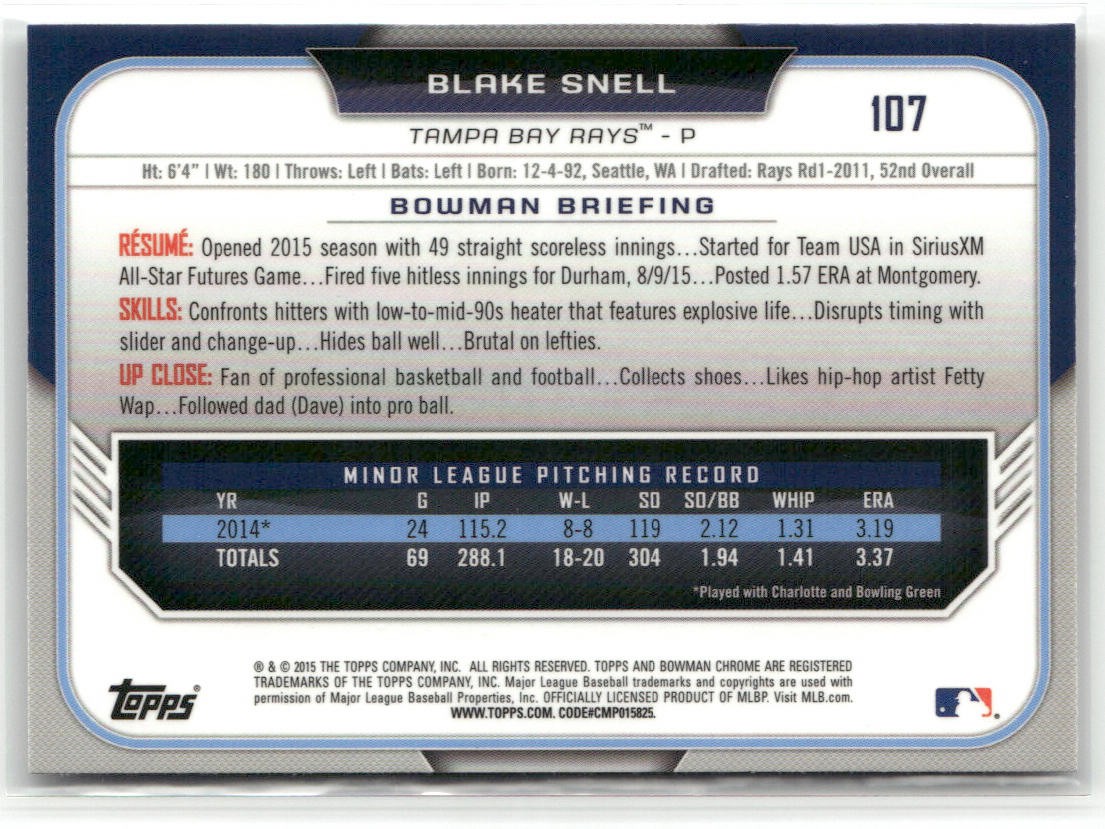 BLAKE SNELL
107
TAMPA BAY RAYS™ - P
Ht: 6'4" | Wt: 180 | Throws: Left | Bats: Left | Born: 12-4-92, Seattle, WA | Drafted: Rays Rd1-2011, 52nd Overall
BOWMAN BRIEFING
RÉSUMÉ: Opened 2015 season with 49 straight scoreless innings...Started for Team USA in SiriusXM
All-Star Futures Game...Fired five hitless innings for Durham, 8/9/15...Posted 1.57 ERA at Montgomery.
SKILLS: Confronts hitters with low-to-mid-90s heater that features explosive life...Disrupts timing with
slider and change-up...Hides ball well...Brutal on lefties.
UP CLOSE: Fan of professional basketball and football...Collects shoes...Likes hip-hop artist Fetty
Wap...Followed dad (Dave) into pro ball.
MINOR LEAGUE PITCHING RECORD
YR G IP W-L SO SO/BB WHIP ERA
2014* 24 115.2 8-8 119 2.12 1.31 3.19
TOTALS 69 288.1 18-20 304 1.94 1.41 3.37
*Played with Charlotte and Bowling Green
® & © 2015 THE TOPPS COMPANY, INC. ALL RIGHTS RESERVED. TOPPS AND BOWMAN CHROME ARE REGISTERED
TRADEMARKS OF THE TOPPS COMPANY, INC. Major League Baseball trademarks and copyrights are used with
permission of Major League Baseball Properties, Inc. OFFICIALLY LICENSED PRODUCT OF MLBP. Visit MLB.com.
WWW.TOPPS.COM. CODE#CMP015825.
topps®
®